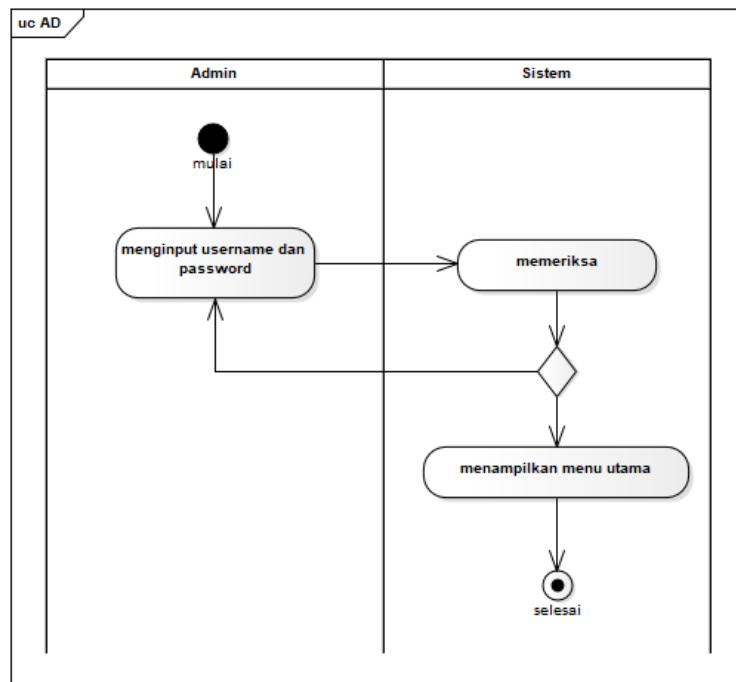 uc AD
Admin
Sistem
mulai
menginput username dan
password
memeriksa
menampilkan menu utama
selesai